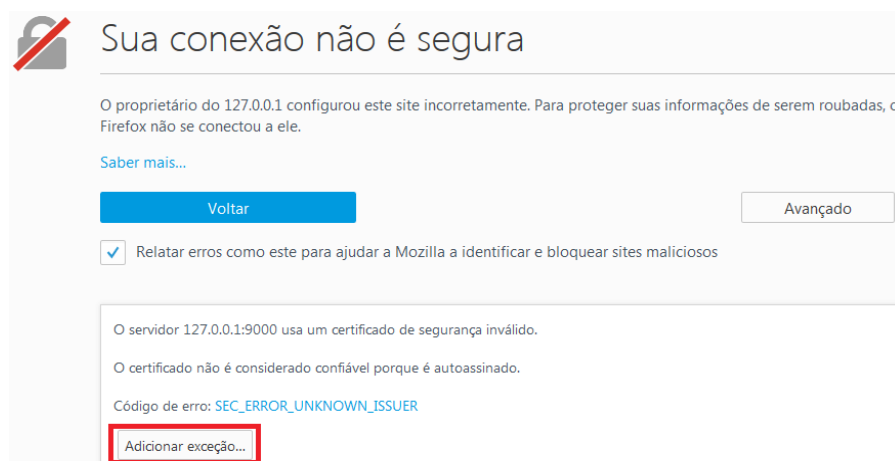 Sua conexão não é segura
O proprietário do 127.0.0.1 configurou este site incorretamente. Para proteger suas informações de serem roubadas,
Firefox não se conectou a ele.
Saber mais...
Voltar
Avançado
Relatar erros como este para ajudar a Mozilla a identificar e bloquear sites maliciosos
O servidor 127.0.0.1:9000 usa um certificado de segurança inválido.
O certificado não é considerado confiável porque é autoassinado.
Código de erro: SEC_ERROR_UNKNOWN_ISSUER
Adicionar exceção...